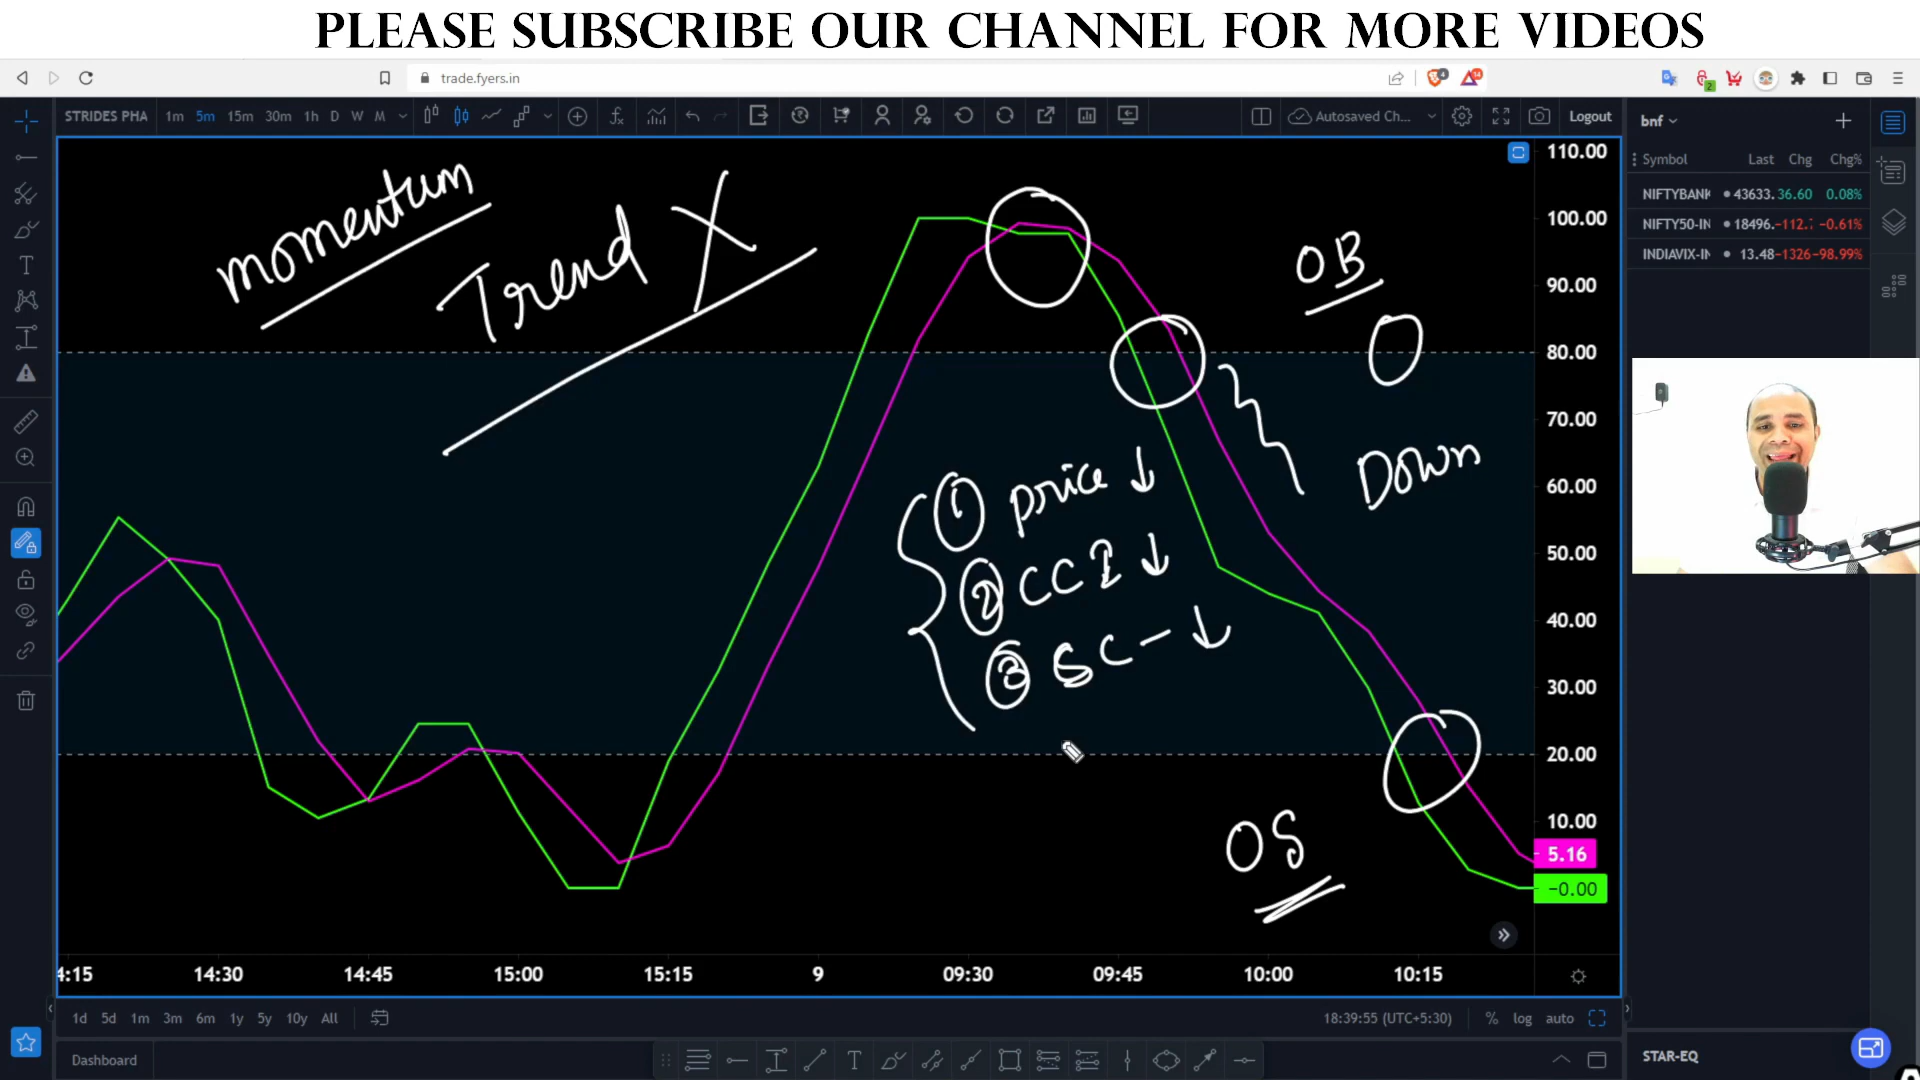 PLEASE SUBSCRIBE OUR CHANNEL FOR MORE VIDEOS
trade.fyers.in
STRIDES PHA 1m 5m 15m 30m 1h D W M
Autosaved Ch... Logout
bnf
Symbol Last Chg Chg%
NIFTYBANK 43633. 36.60 0.08%
NIFTY50-IN 18496. -112. -0.61%
INDIAVIX-IN 13.48 -1326 -98.99%
momentum
Trend X
OB
O
Down
1 price ↓
2 CCI ↓
3 SC - ↓
OS
110.00
100.00
90.00
80.00
70.00
60.00
50.00
40.00
30.00
20.00
10.00
5.16
-0.00
4:15 14:30 14:45 15:00 15:15 9 09:30 09:45 10:00 10:15
1d 5d 1m 3m 6m 1y 5y 10y All
18:39:55 (UTC+5:30) % log auto
Dashboard
STAR-EQ